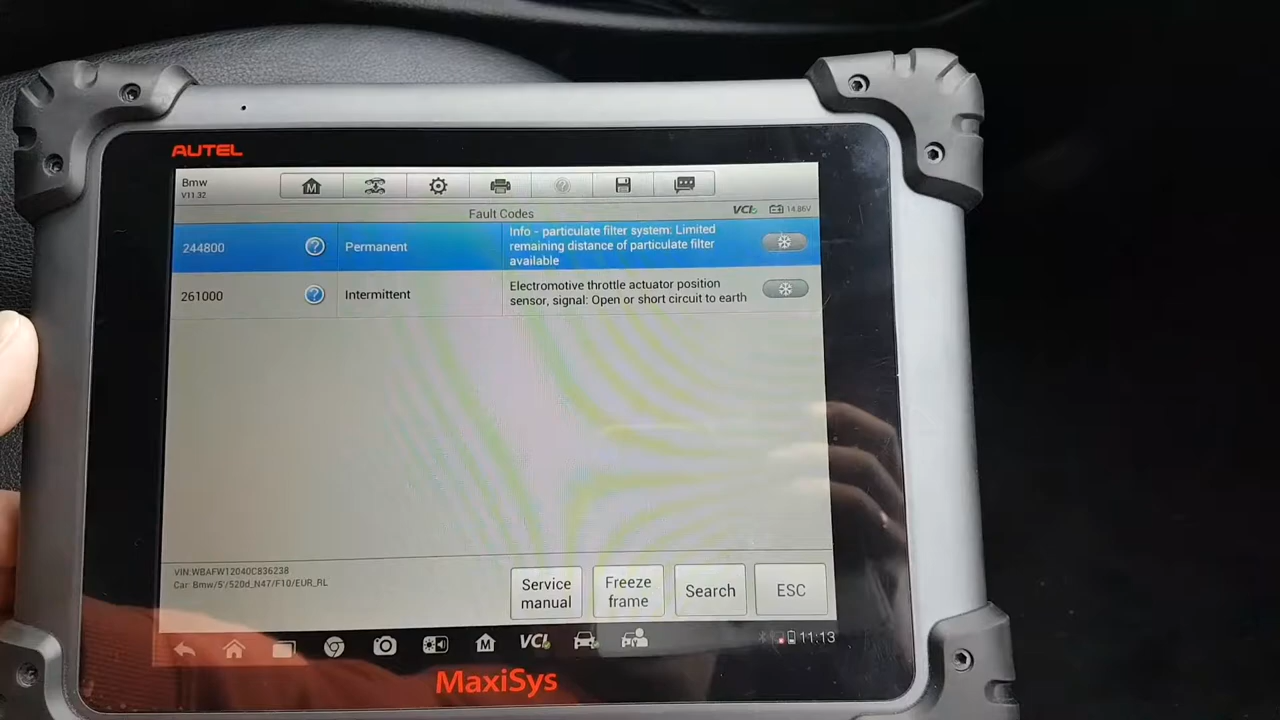 AUTEL
Bmw
V11.32
M
Fault Codes
VCI
14.86V
244800
Permanent
Info - particulate filter system: Limited
remaining distance of particulate filter
available
261000
Intermittent
Electromotive throttle actuator position
sensor, signal: Open or short circuit to earth
VIN:WBAFW12040C836238
Car: Bmw/5'/520d_N47/F10/EUR_RL
Service
manual
Freeze
frame
Search
ESC
M
VCI
11:13
MaxiSys